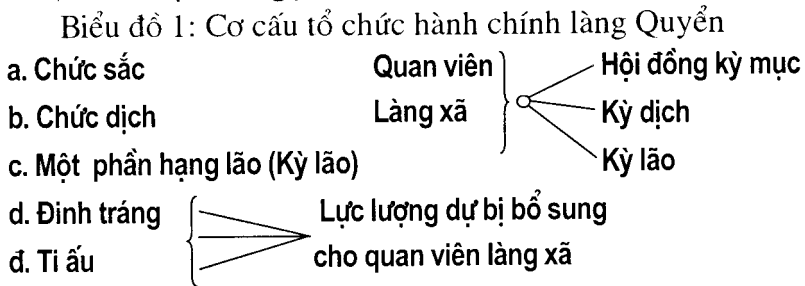 Biểu đồ 1: Cơ cấu tổ chức hành chính làng Quyển
a. Chức sắc Quan viên Hội đồng kỳ mục
b. Chức dịch Làng xã Kỳ dịch
c. Một phần hạng lão (Kỳ lão) Kỳ lão
d. Đinh tráng Lực lượng dự bị bổ sung
đ. Ti ấu cho quan viên làng xã